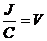 J/C = V